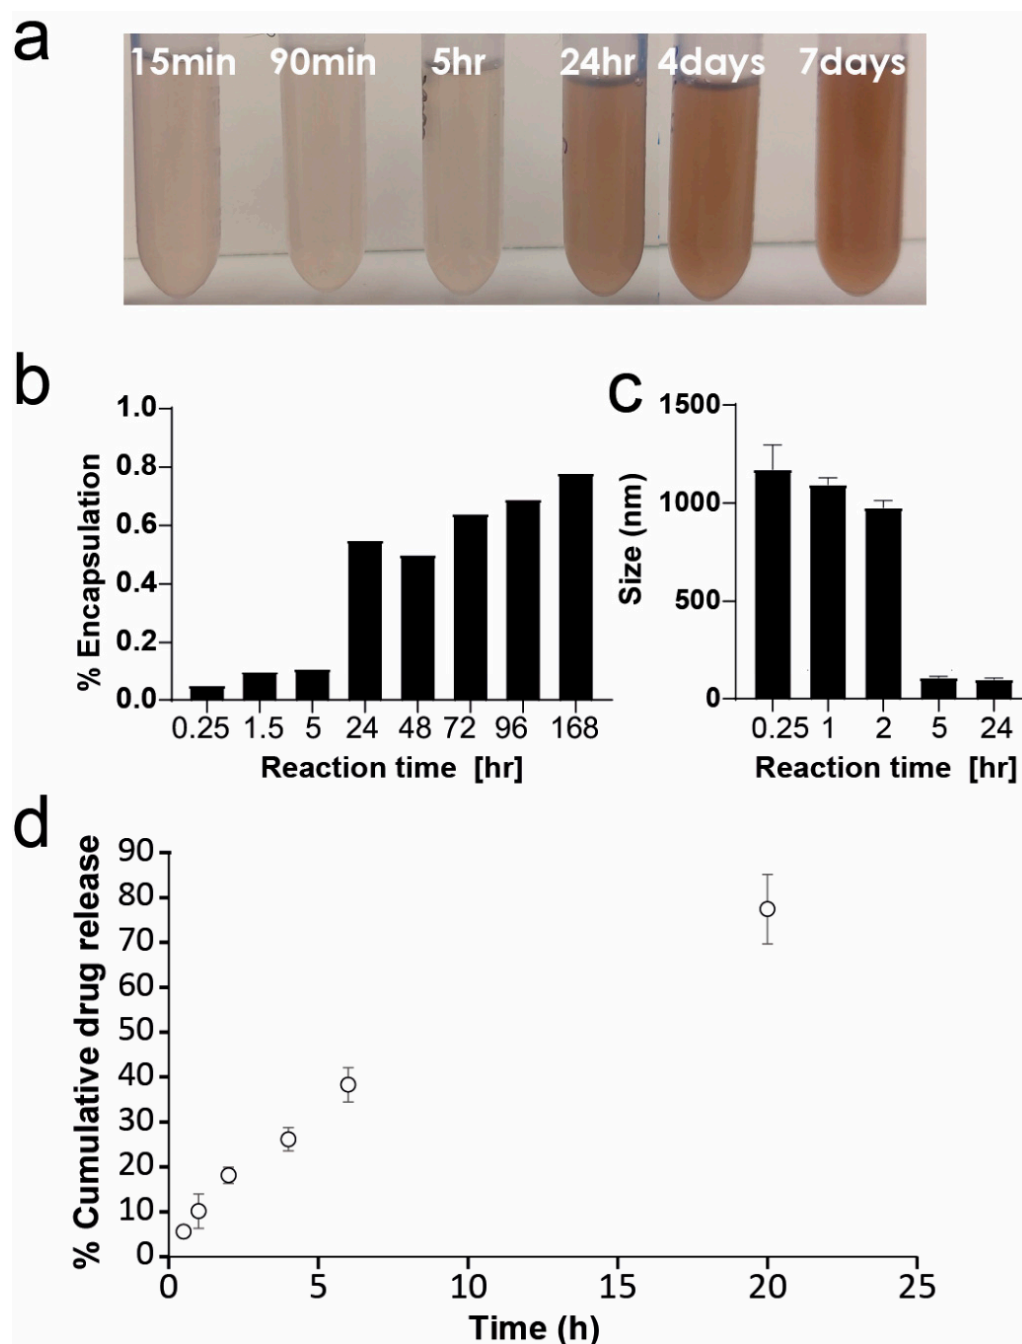 a
15min 90min 5hr 24hr 4days 7days
b
% Encapsulation
1.0
0.8
0.6
0.4
0.2
0.0
0.25 1.5 5 24 48 72 96 168
Reaction time [hr]
c
Size (nm)
1500
1000
500
0
0.25 1 2 5 24
Reaction time [hr]
d
% Cumulative drug release
90
80
70
60
50
40
30
20
10
0
0 5 10 15 20 25
Time (h)